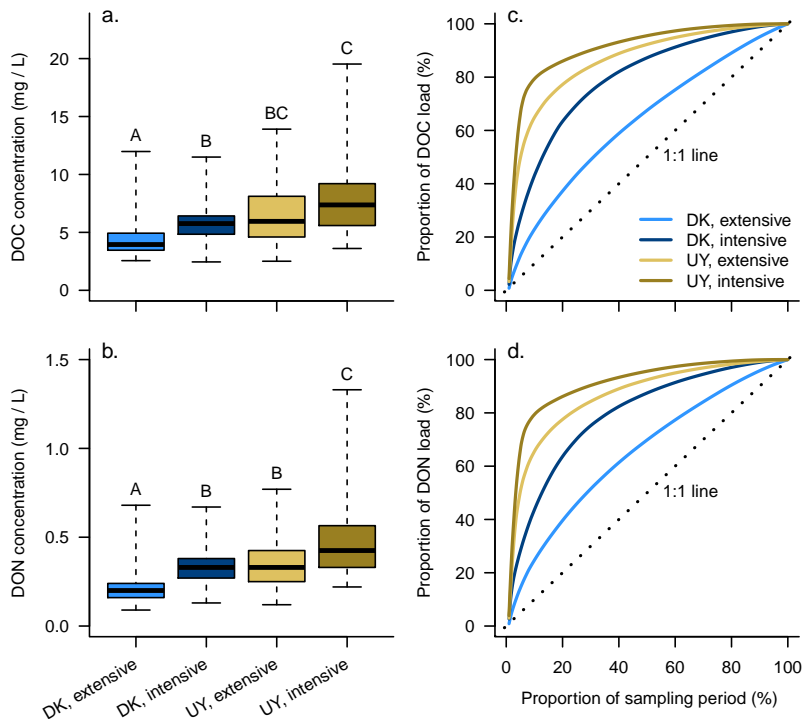 a.
DOC concentration (mg / L)
20
15
10
5
0
A
B
BC
C
c.
Proportion of DOC load (%)
100
80
60
40
20
0
1:1 line
DK, extensive
DK, intensive
UY, extensive
UY, intensive
b.
DON concentration (mg / L)
1.5
1.0
0.5
0.0
A
B
B
C
DK, extensive
DK, intensive
UY, extensive
UY, intensive
d.
Proportion of DON load (%)
100
80
60
40
20
0
1:1 line
0 20 40 60 80 100
Proportion of sampling period (%)